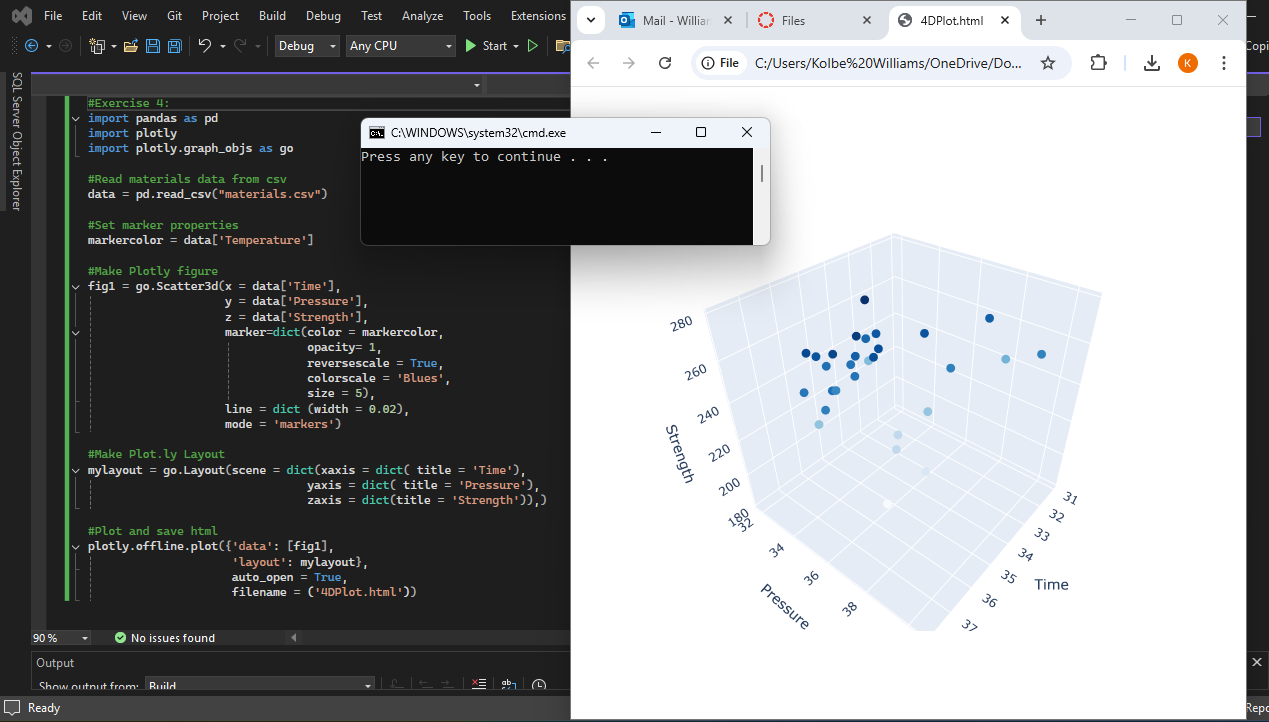 File Edit View Git Project Build Debug Test Analyze Tools Extensions
Debug Any CPU Start
SQL Server Object Explorer
#Exercise 4:
import pandas as pd
import plotly
import plotly.graph_objs as go
#Read materials data from csv
data = pd.read_csv("materials.csv")
#Set marker properties
markercolor = data['Temperature']
#Make Plotly figure
fig1 = go.Scatter3d(x = data['Time'],
y = data['Pressure'],
z = data['Strength'],
marker=dict(color = markercolor,
opacity= 1,
reversescale = True,
colorscale = 'Blues',
size = 5),
line = dict (width = 0.02),
mode = 'markers')
#Make Plot.ly Layout
mylayout = go.Layout(scene = dict(xaxis = dict( title = 'Time'),
yaxis = dict( title = 'Pressure'),
zaxis = dict(title = 'Strength')),)
#Plot and save html
plotly.offline.plot({'data': [fig1],
'layout': mylayout},
auto_open = True,
filename = ('4DPlot.html'))
90 % No issues found
Output
Show output from: Build
Ready
C:\WINDOWS\system32\cmd.exe
Press any key to continue . . .
Mail - Willian Files 4DPlot.html
File C:/Users/Kolbe%20Williams/OneDrive/Do... K
280
260
240
220
200
180
Strength
32
34
36
38
Pressure
31
32
33
34
35
36
37
Time